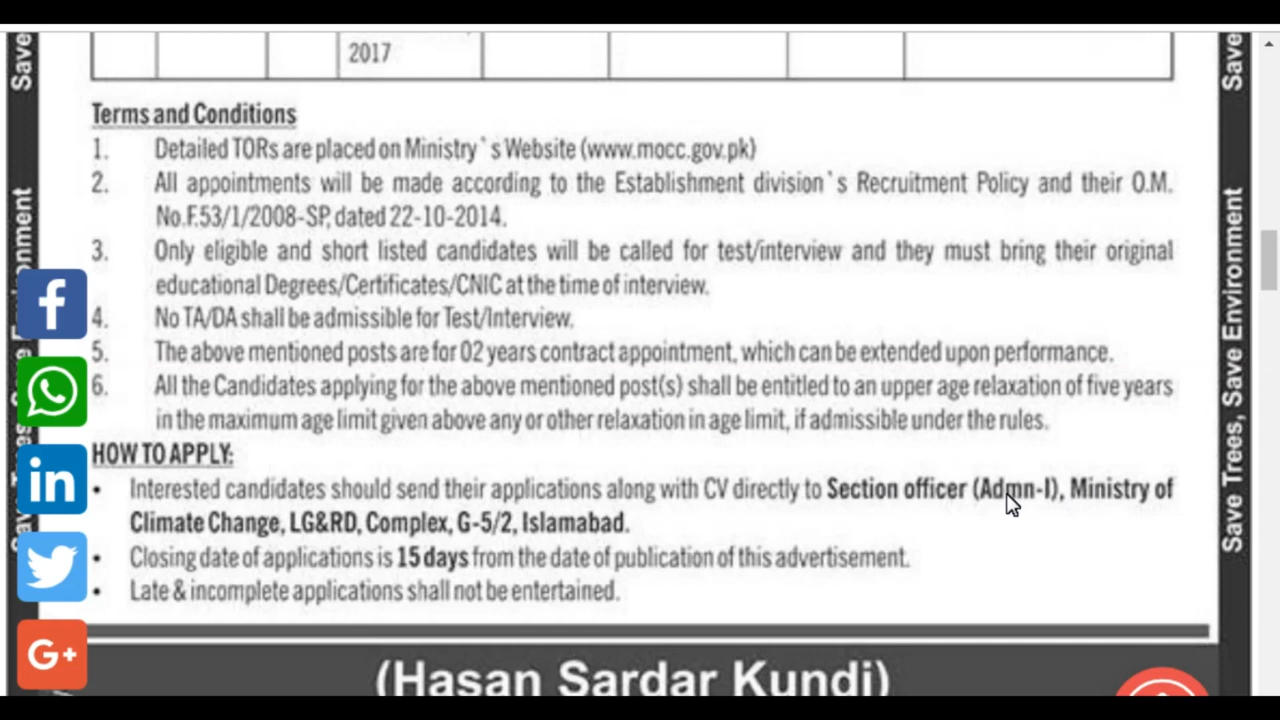 2017
Terms and Conditions
1. Detailed TORs are placed on Ministry`s Website (www.mocc.gov.pk)
2. All appointments will be made according to the Establishment division`s Recruitment Policy and their O.M.
No.F.53/1/2008-SP, dated 22-10-2014.
3. Only eligible and short listed candidates will be called for test/interview and they must bring their original
educational Degrees/Certificates/CNIC at the time of interview.
4. No TA/DA shall be admissible for Test/Interview.
5. The above mentioned posts are for 02 years contract appointment, which can be extended upon performance.
6. All the Candidates applying for the above mentioned post(s) shall be entitled to an upper age relaxation of five years
in the maximum age limit given above any or other relaxation in age limit, if admissible under the rules.
HOW TO APPLY:
• Interested candidates should send their applications along with CV directly to Section officer (Admn-I), Ministry of
Climate Change, LG&RD, Complex, G-5/2, Islamabad.
• Closing date of applications is 15 days from the date of publication of this advertisement.
• Late & incomplete applications shall not be entertained.
(Hasan Sardar Kundi)
Save
Save
Save Trees, Save Environment
f
in
G+